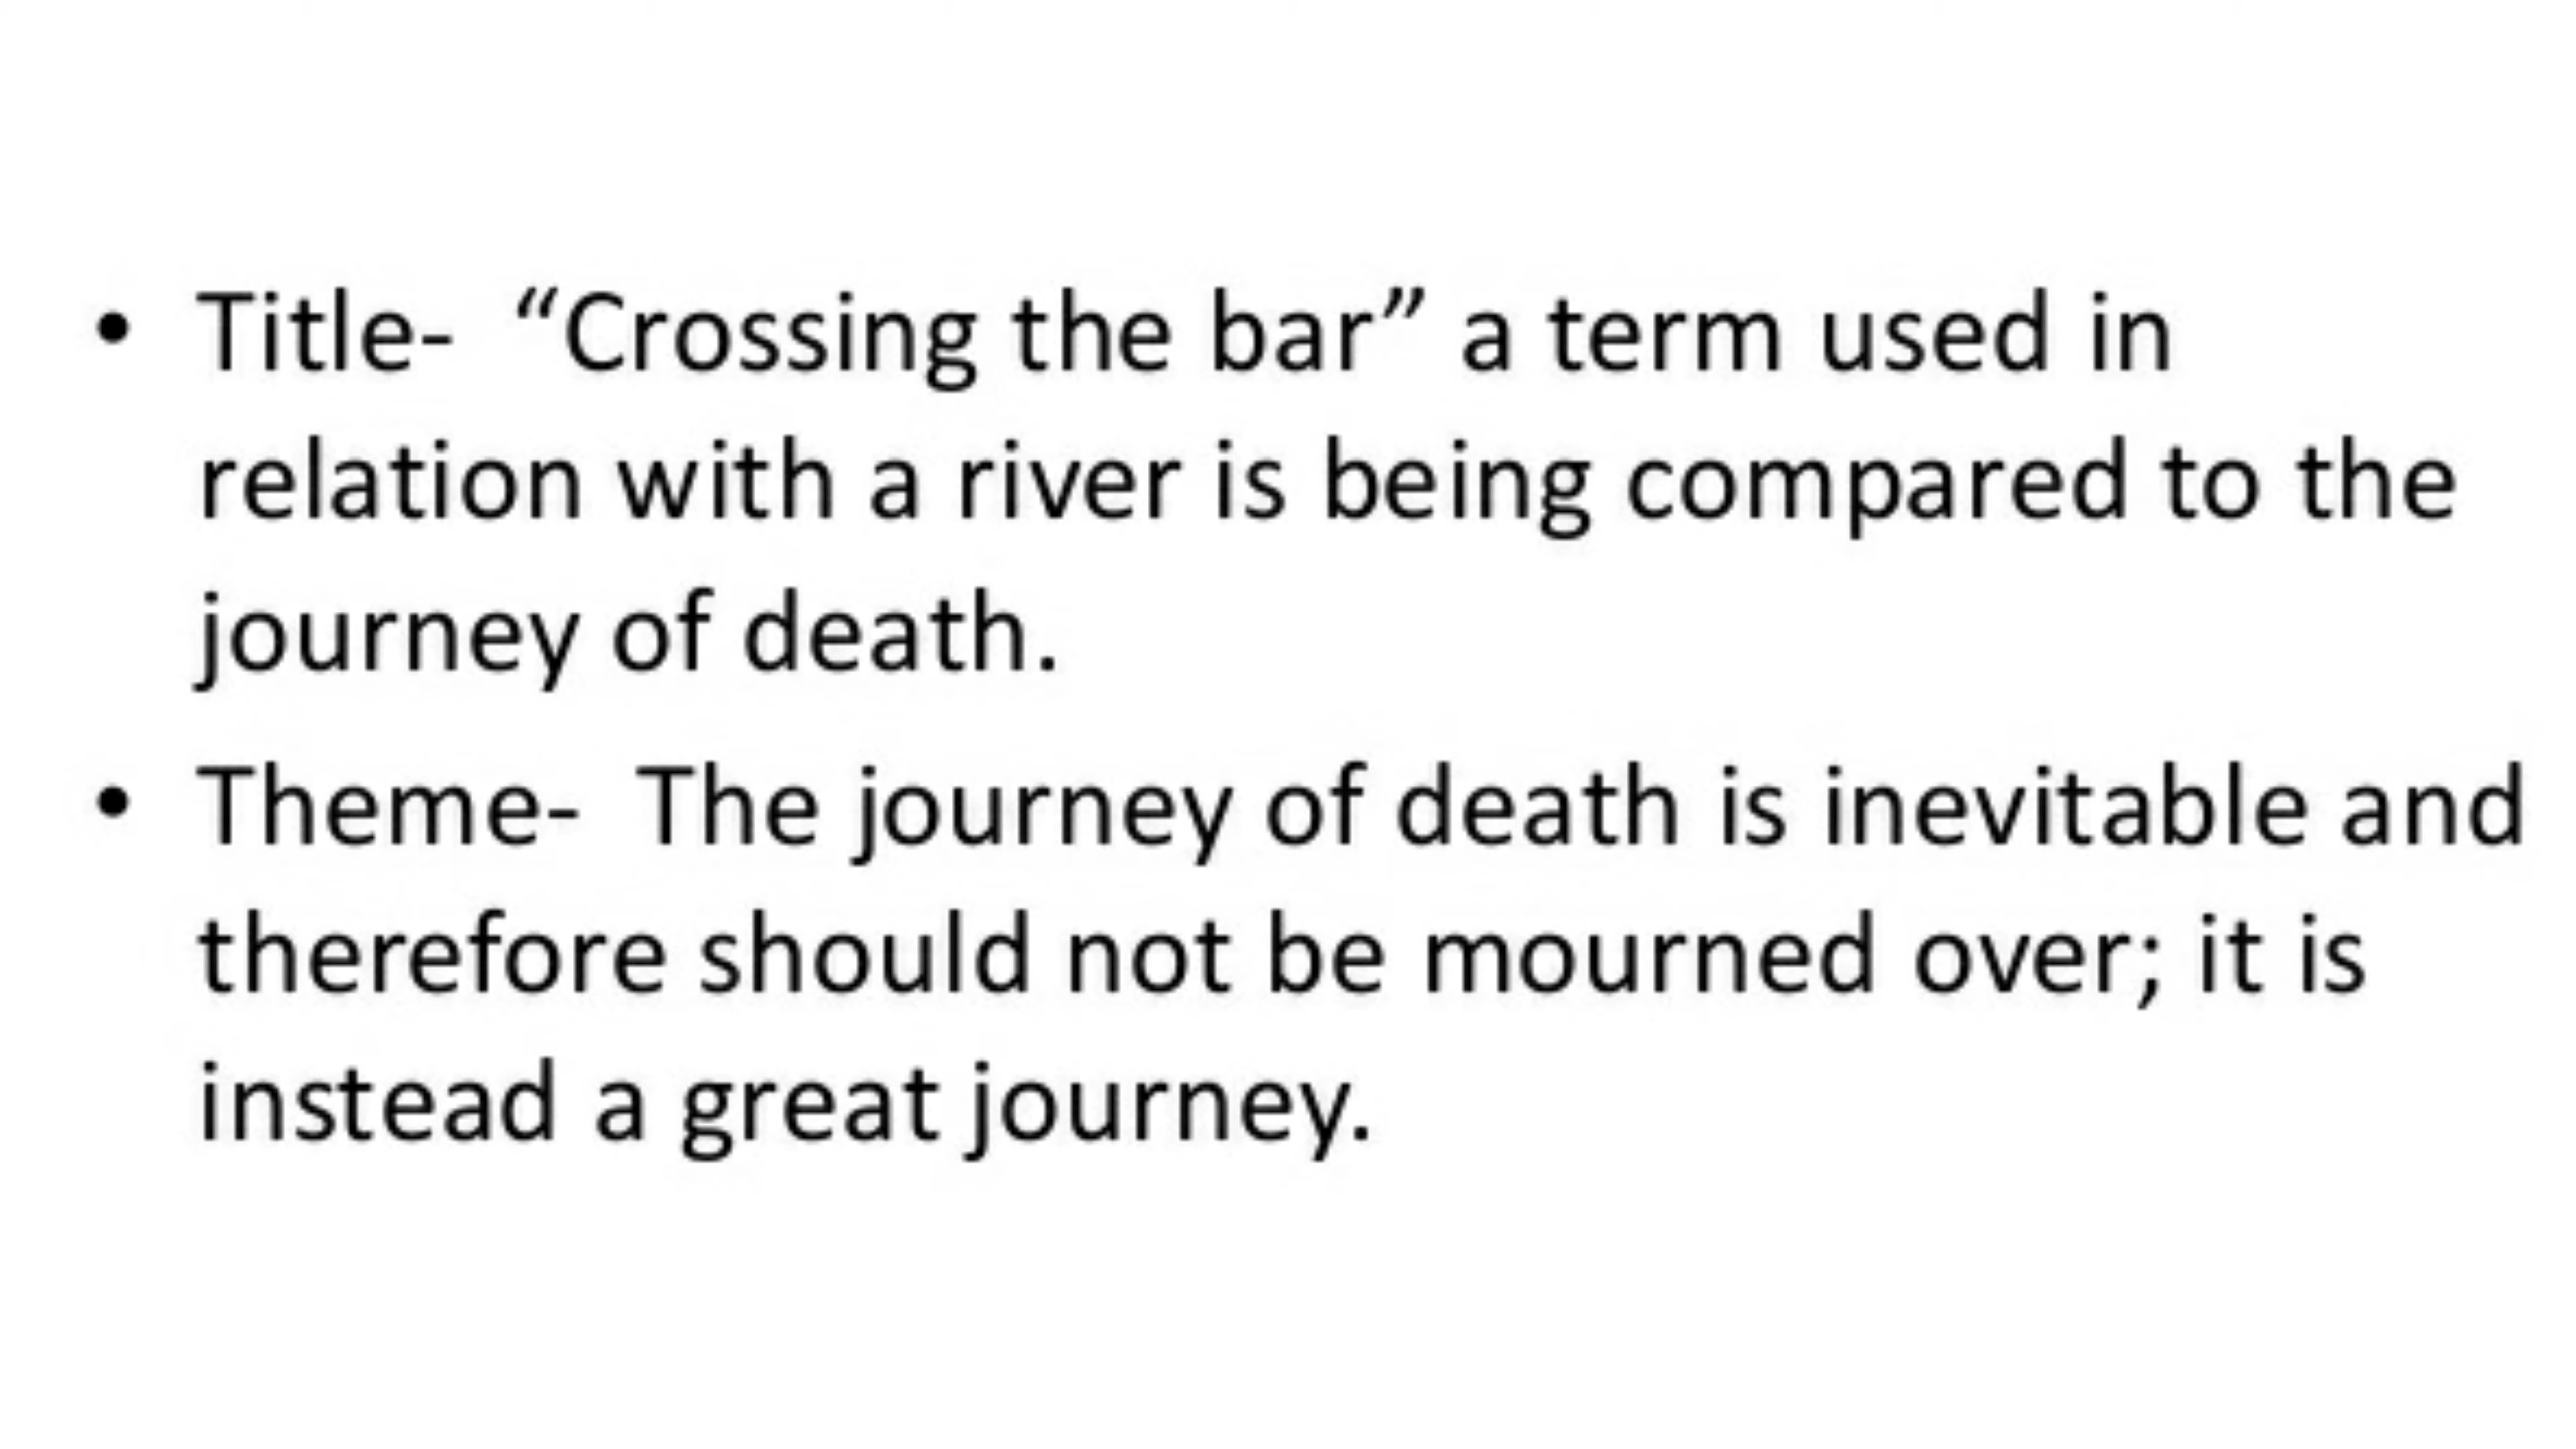 • Title-  “Crossing the bar” a term used in
relation with a river is being compared to the
journey of death.
• Theme-  The journey of death is inevitable and
therefore should not be mourned over; it is
instead a great journey.